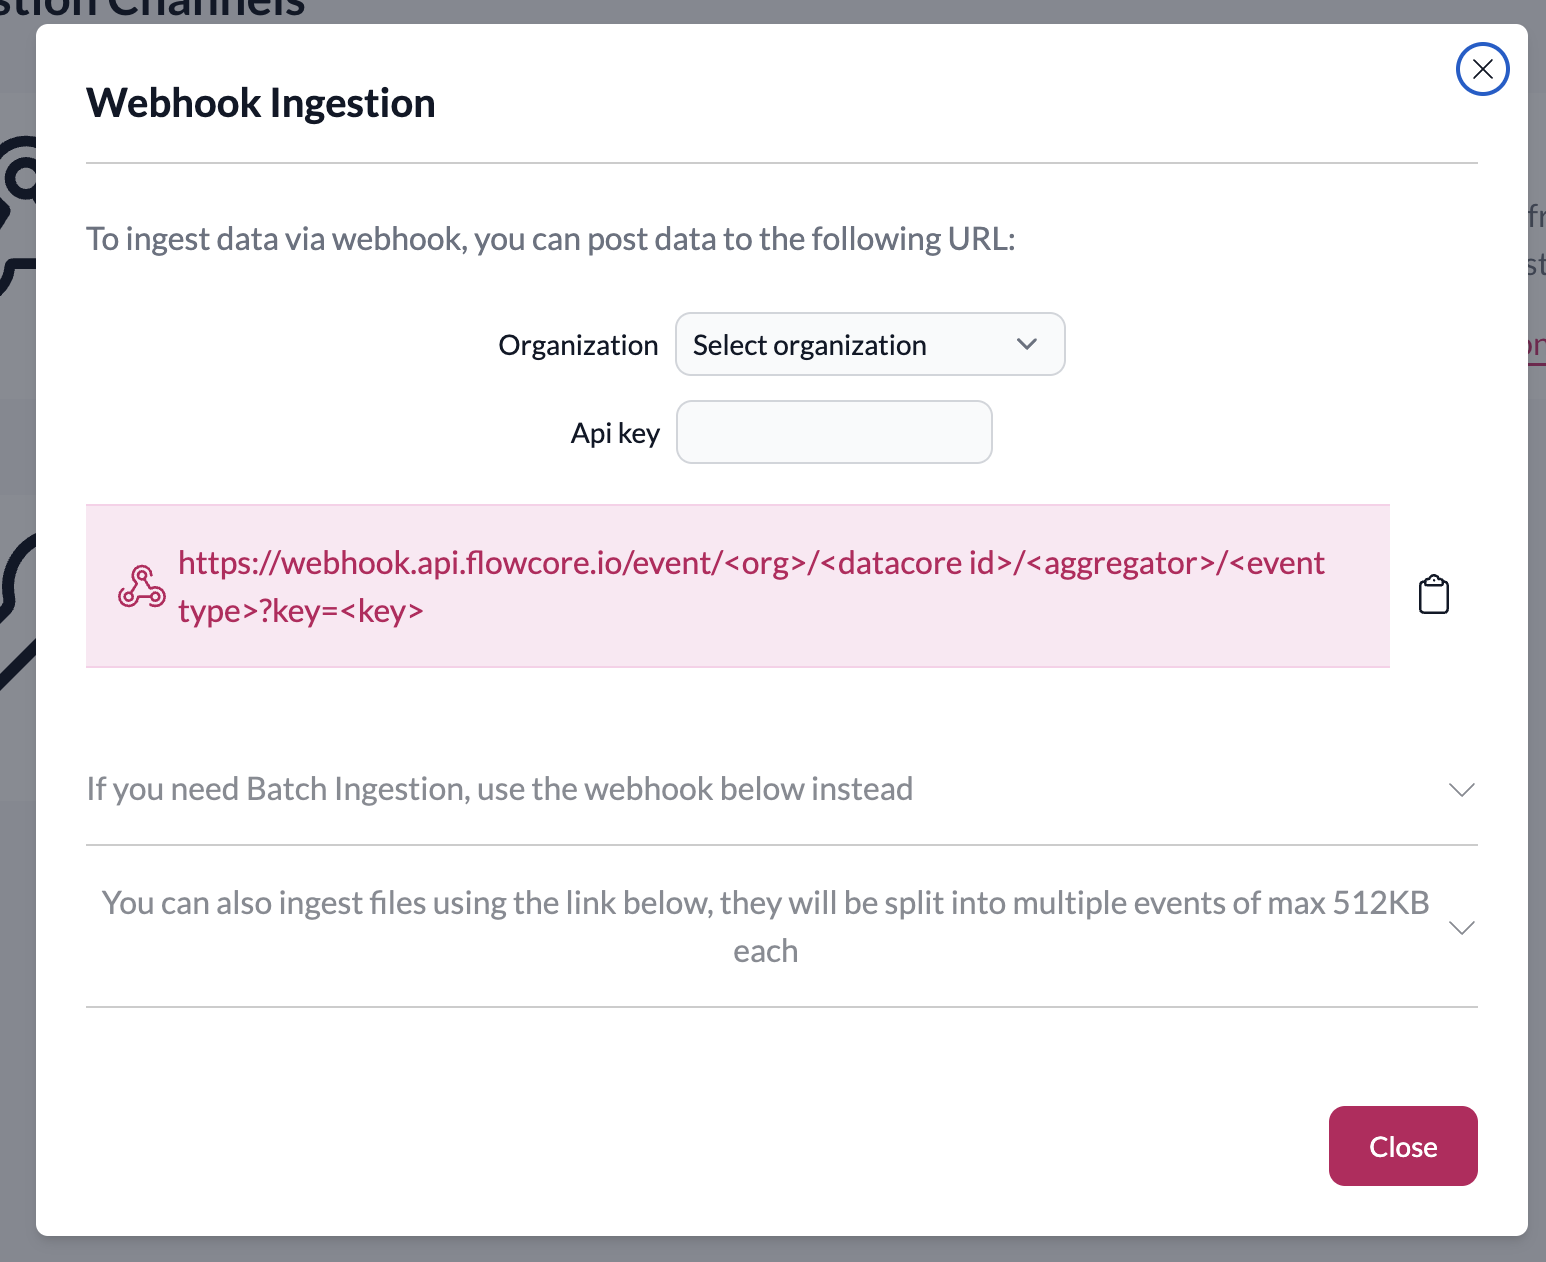 Webhook Ingestion
To ingest data via webhook, you can post data to the following URL:
Organization Select organization
Api key
https://webhook.api.flowcore.io/event/<org>/<datacore id>/<aggregator>/<event
type>?key=<key>
If you need Batch Ingestion, use the webhook below instead
You can also ingest files using the link below, they will be split into multiple events of max 512KB
each
Close